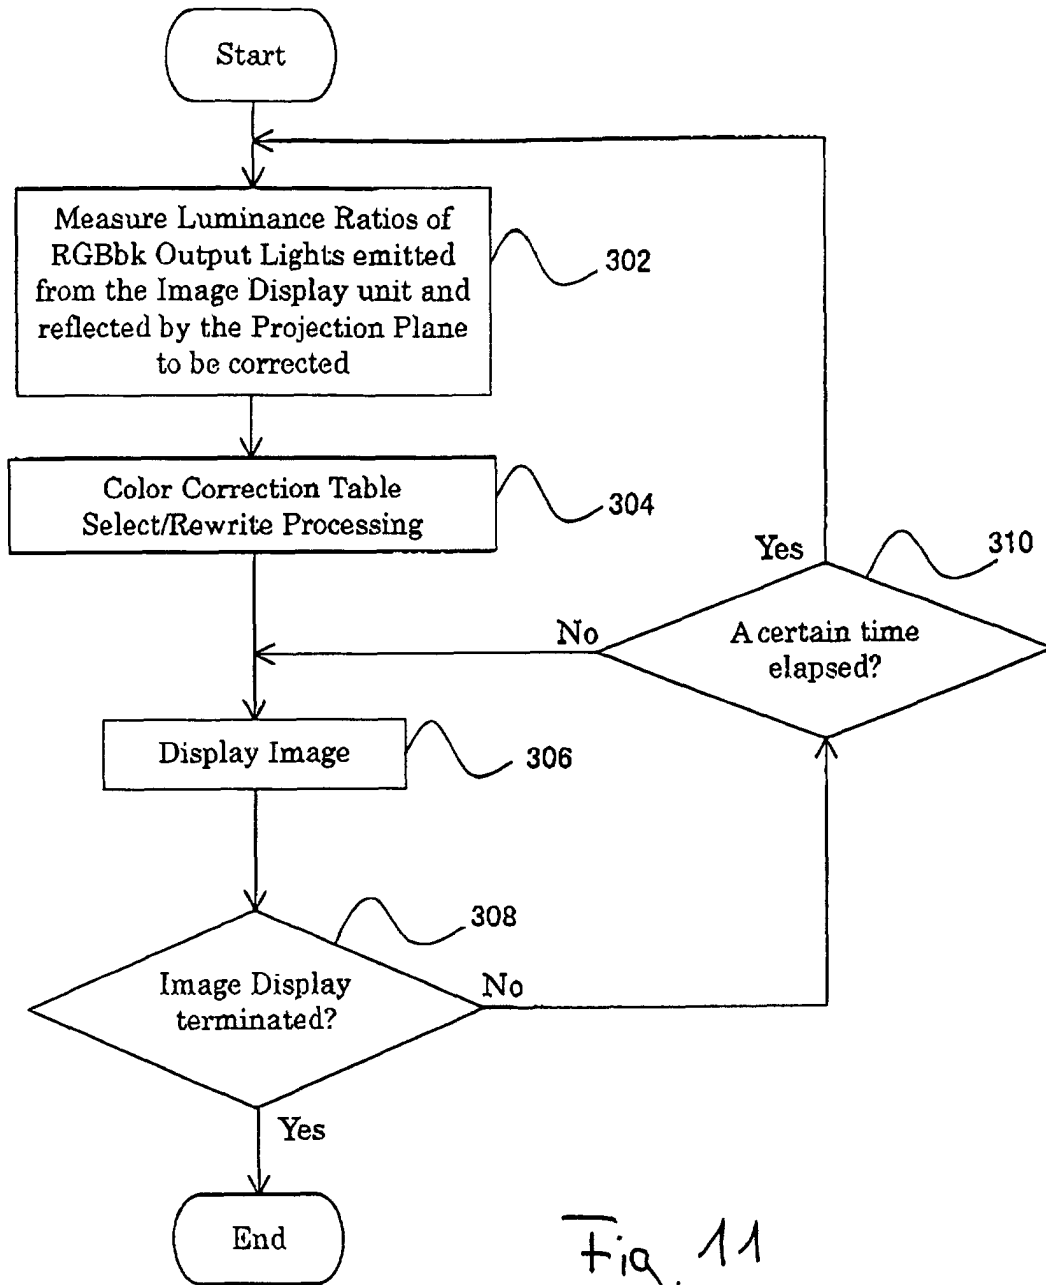 Start
Measure Luminance Ratios of
RGBbk Output Lights emitted
from the Image Display unit and
reflected by the Projection Plane
to be corrected
302
Color Correction Table
Select/Rewrite Processing
304
Yes
310
No
A certain time
elapsed?
Display Image
306
308
Image Display
terminated?
No
Yes
End
Fig. 11